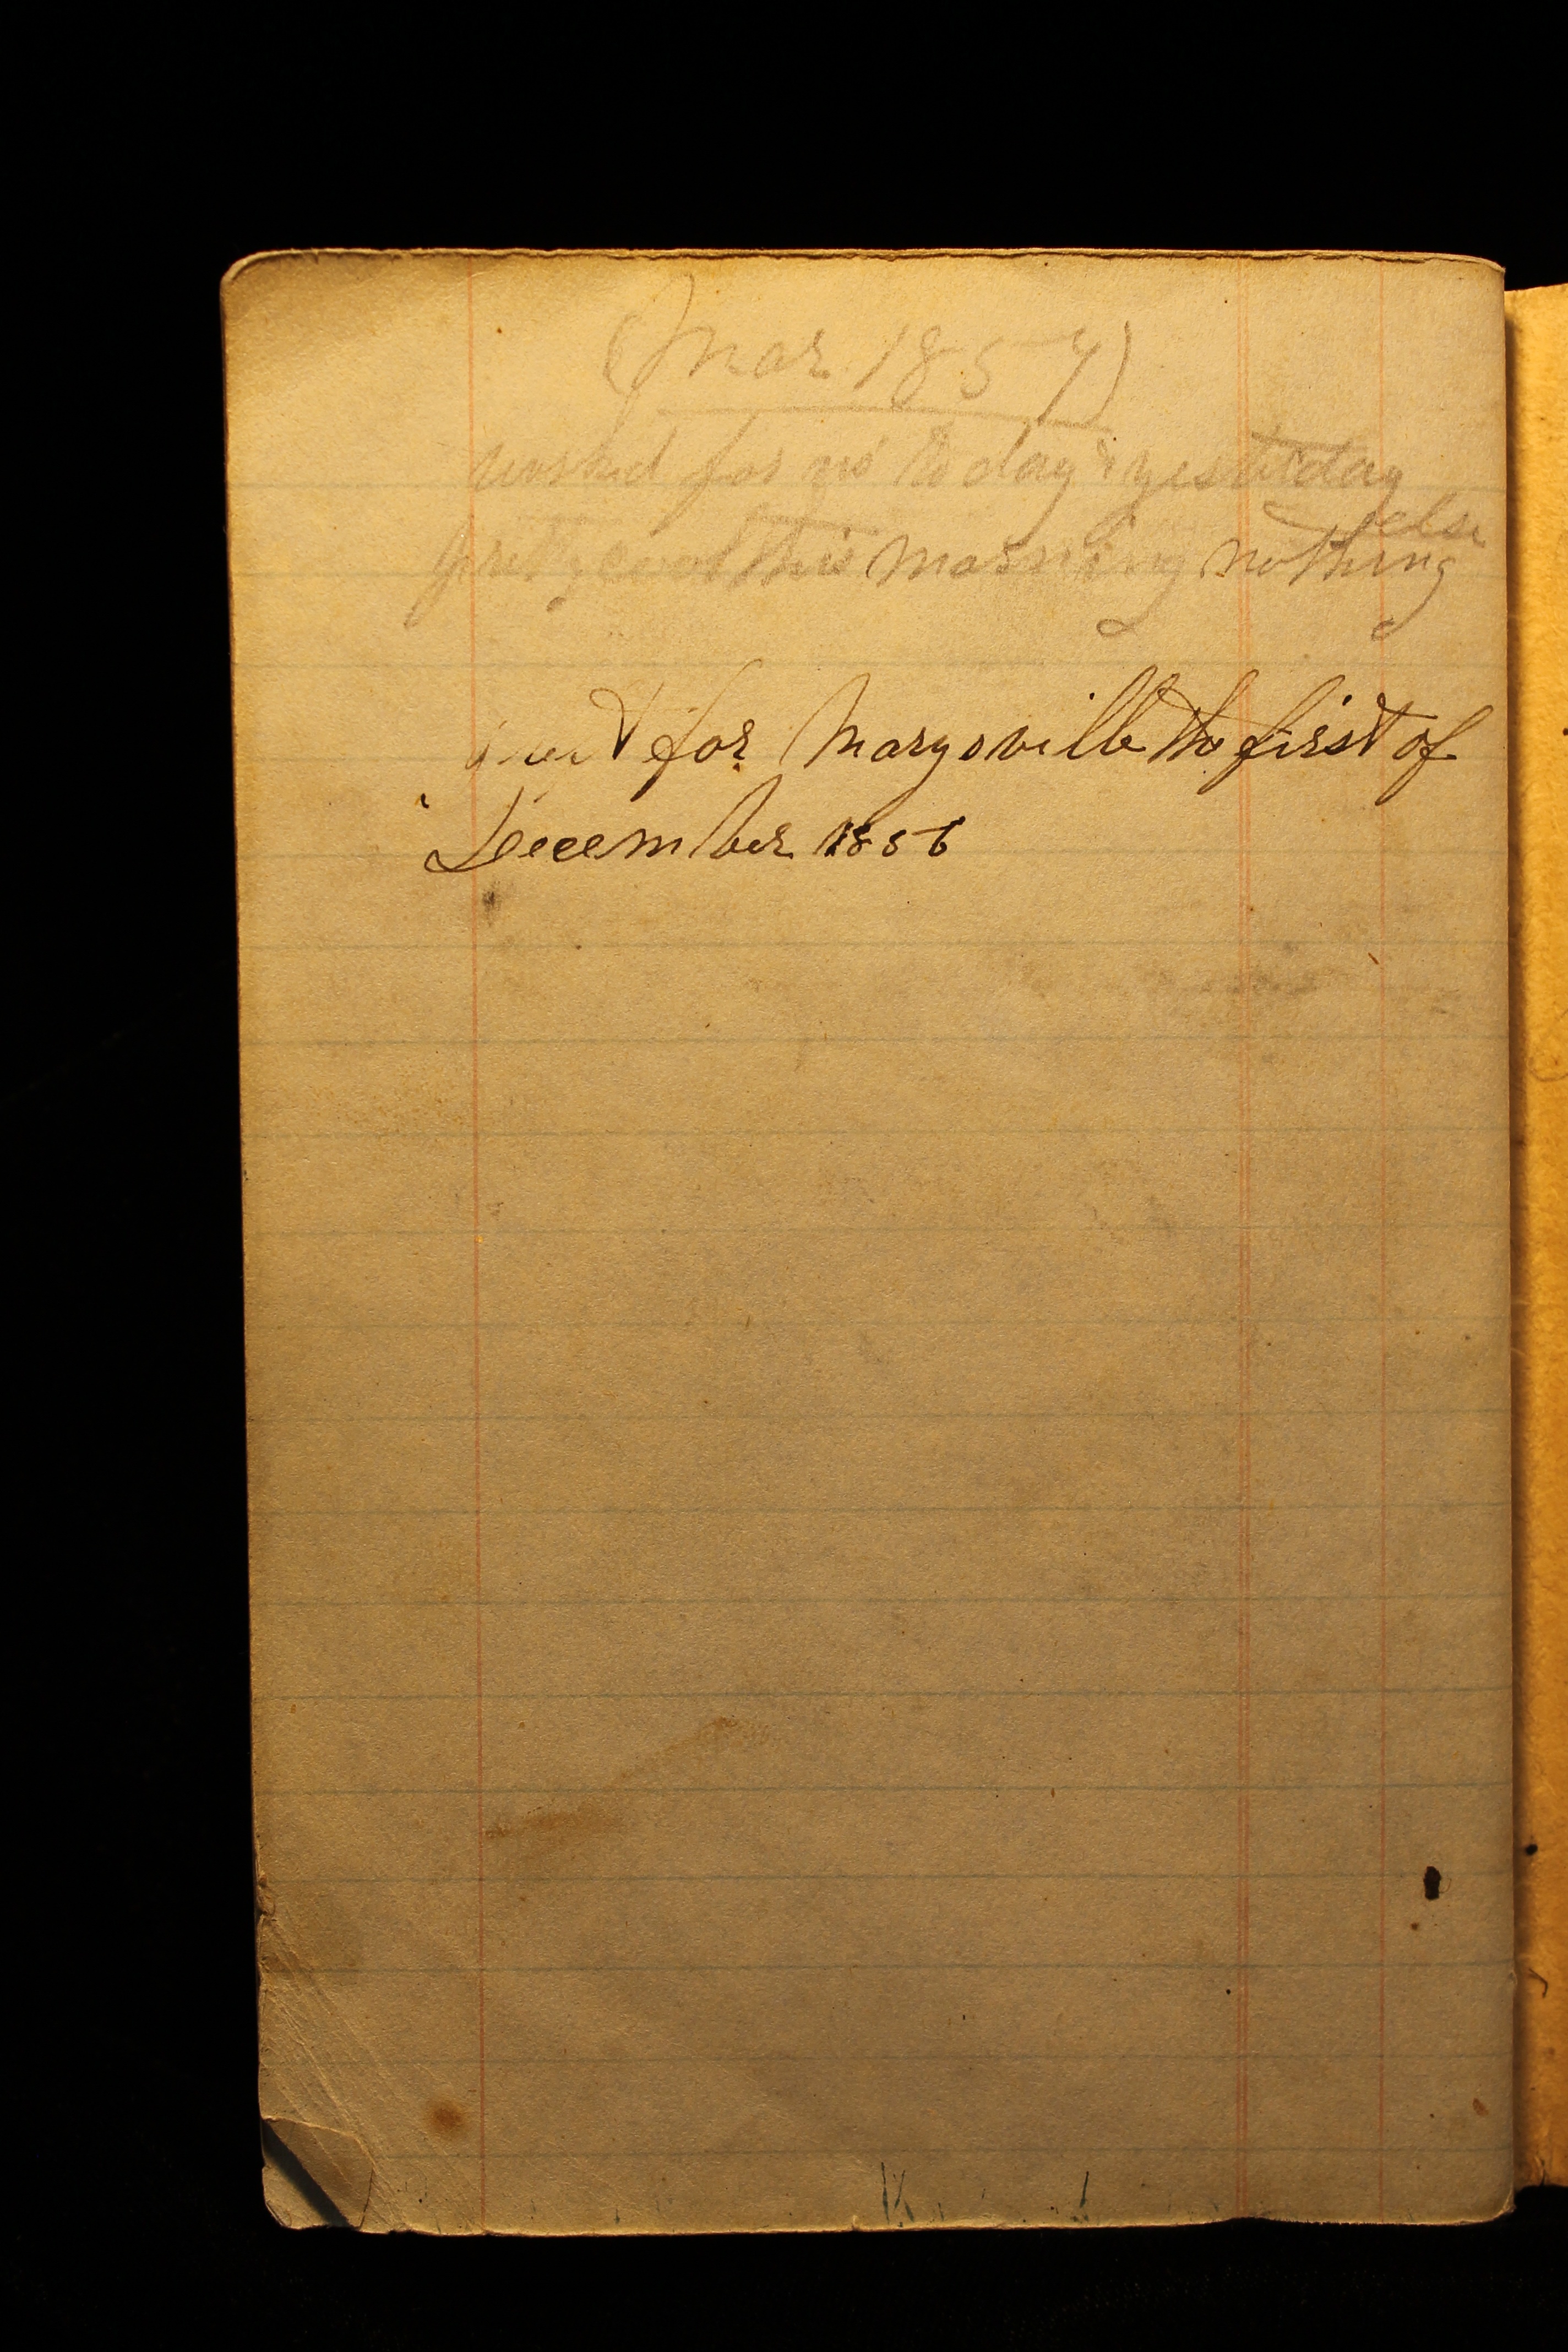 (Mar 1857)
worked for us to day & yesterday
pretty cool this morning nothing else
for Marysville the first of
December 1856